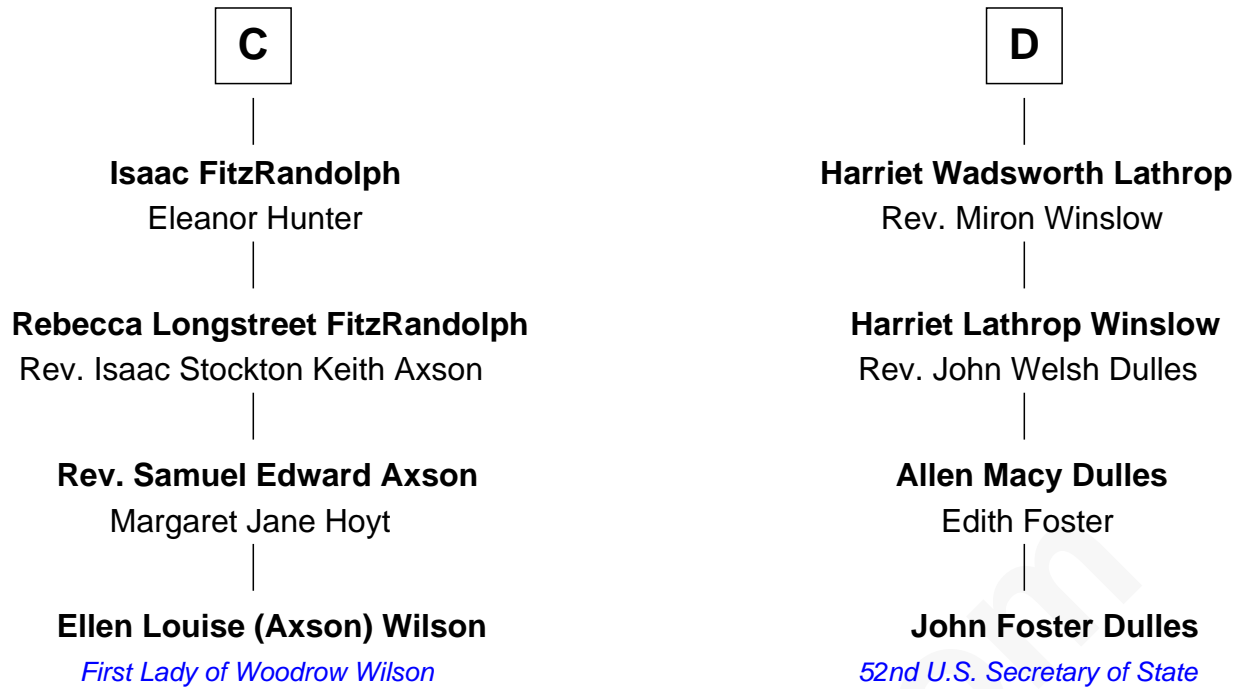 C
Isaac FitzRandolph
Eleanor Hunter
Rebecca Longstreet FitzRandolph
Rev. Isaac Stockton Keith Axson
Rev. Samuel Edward Axson
Margaret Jane Hoyt
Ellen Louise (Axson) Wilson
First Lady of Woodrow Wilson
D
Harriet Wadsworth Lathrop
Rev. Miron Winslow
Harriet Lathrop Winslow
Rev. John Welsh Dulles
Allen Macy Dulles
Edith Foster
John Foster Dulles
52nd U.S. Secretary of State